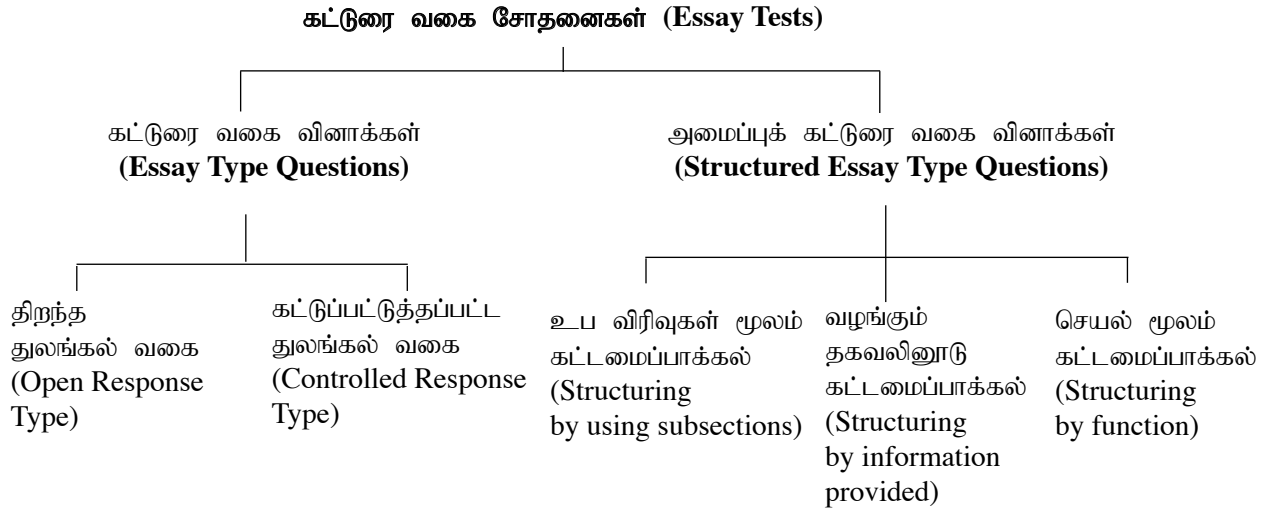 கட்டுரை வகை சோதனைகள் (Essay Tests)
கட்டுரை வகை வினாக்கள்
(Essay Type Questions)
அமைப்புக் கட்டுரை வகை வினாக்கள்
(Structured Essay Type Questions)
திறந்த
துலங்கல் வகை
(Open Response
Type)
கட்டுப்பட்டுத்தப்பட்ட
துலங்கல் வகை
(Controlled Response
Type)
உப விரிவுகள் மூலம்
கட்டமைப்பாக்கல்
(Structuring
by using subsections)
வழங்கும்
தகவலினூடு
கட்டமைப்பாக்கல்
(Structuring
by information
provided)
செயல் மூலம்
கட்டமைப்பாக்கல்
(Structuring
by function)